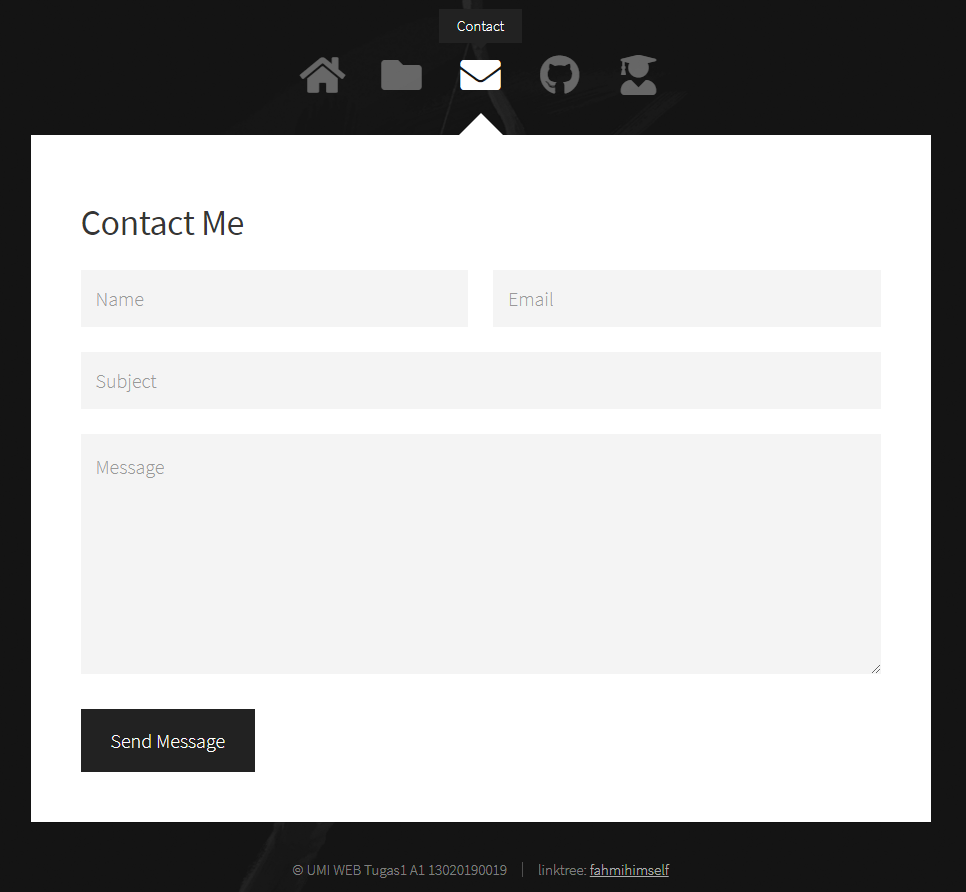 Contact
Contact Me
Name
Email
Subject
Message
Send Message
© UMI WEB Tugas1 A1 13020190019 linktree: fahmihimself